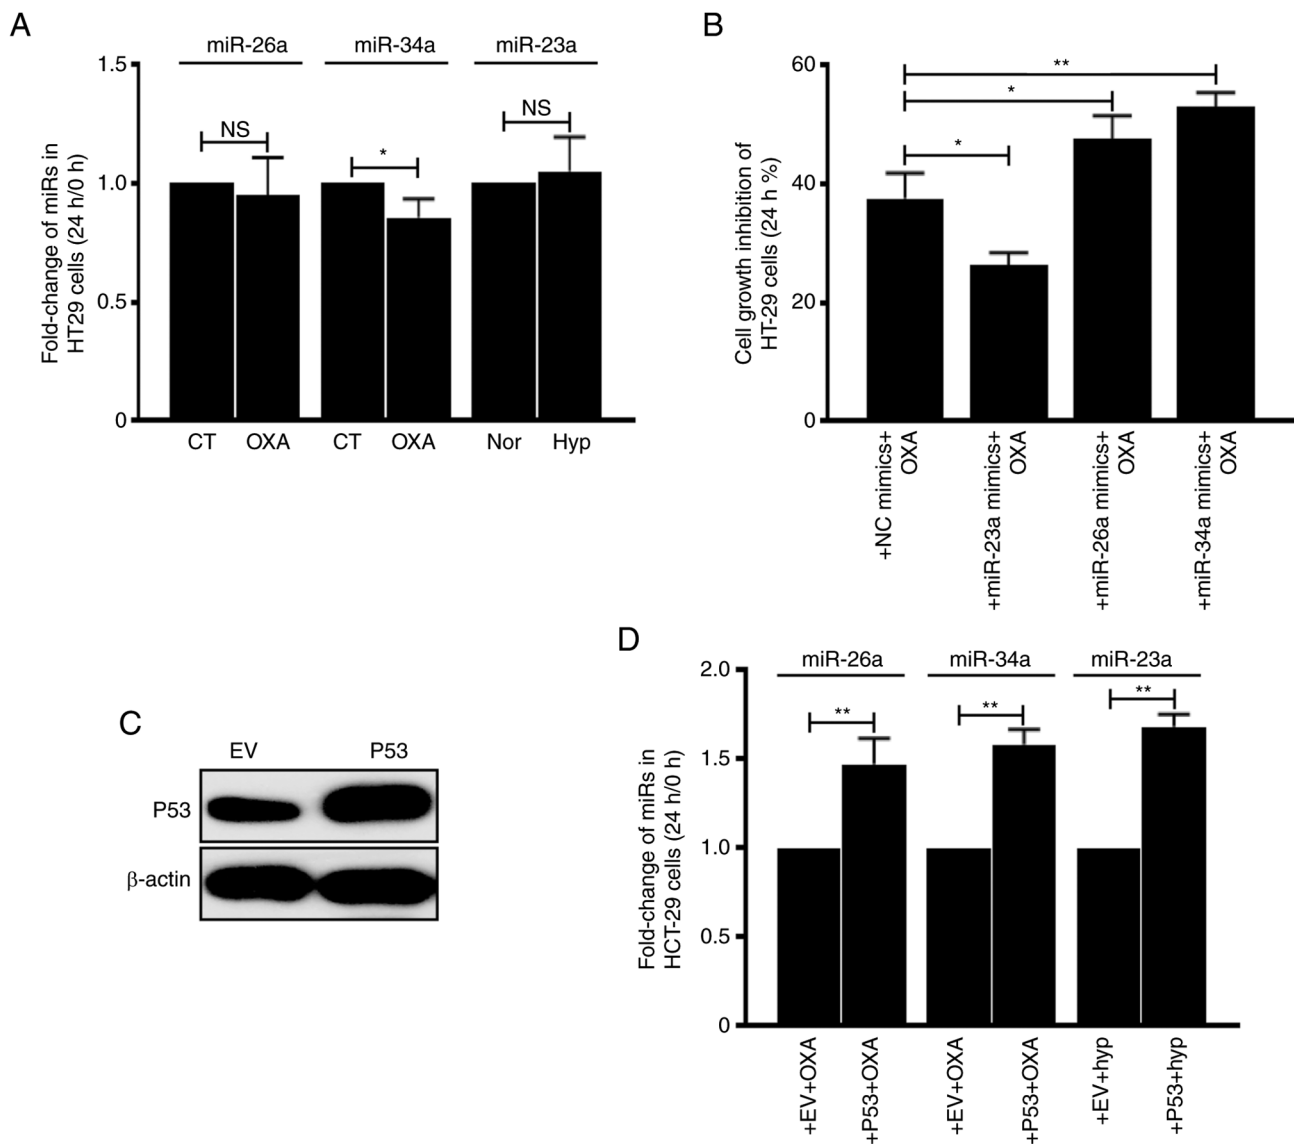 A
miR-26a miR-34a miR-23a
Fold-change of miRs in
HT29 cells (24 h/0 h)
1.5
1.0
0.5
0
NS * NS
CT OXA CT OXA Nor Hyp
B
Cell growth inhibition of
HT-29 cells (24 h %)
60
40
20
0
**
*
*
+NC mimics+
OXA
+miR-23a mimics+
OXA
+miR-26a mimics+
OXA
+miR-34a mimics+
OXA
C
EV P53
P53
β-actin
D
miR-26a miR-34a miR-23a
Fold-change of miRs in
HCT-29 cells (24 h/0 h)
2.0
1.5
1.0
0.5
0
** ** **
+EV+OXA
+P53+OXA
+EV+OXA
+P53+OXA
+EV+hyp
+P53+hyp